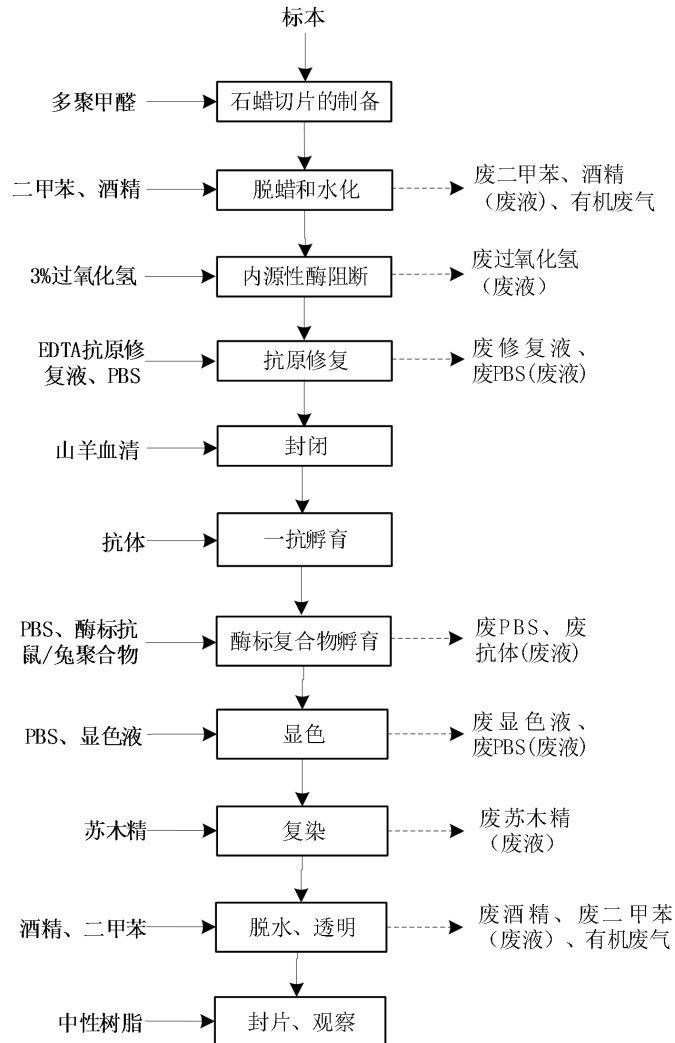 标本
多聚甲醛
石蜡切片的制备
二甲苯、酒精
脱蜡和水化
废二甲苯、酒精
（废液）、有机废气
3%过氧化氢
内源性酶阻断
废过氧化氢
（废液）
EDTA抗原修
复液、PBS
抗原修复
废修复液、
废PBS(废液)
山羊血清
封闭
抗体
一抗孵育
PBS、酶标抗
鼠/兔聚合物
酶标复合物孵育
废PBS、废
抗体(废液)
PBS、显色液
显色
废显色液、
废PBS(废液)
苏木精
复染
废苏木精
（废液）
酒精、二甲苯
脱水、透明
废酒精、废二甲苯
（废液）、有机废气
中性树脂
封片、观察